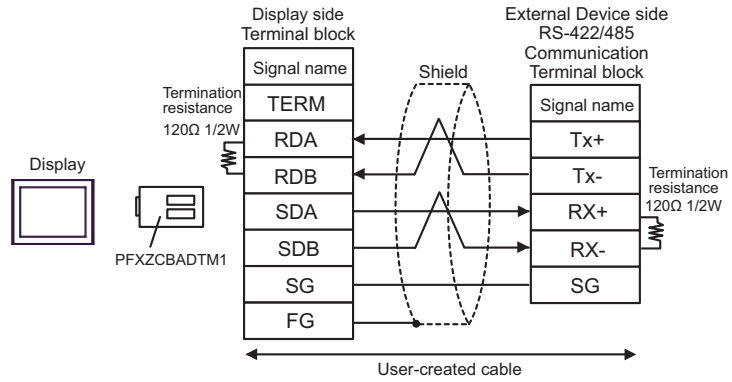 Display side
Terminal block
External Device side
RS-422/485
Communication
Terminal block
Signal name
Shield
Signal name
Termination
resistance
120Ω 1/2W
TERM
RDA
Tx+
RDB
Tx-
Display
SDA
RX+
Termination
resistance
120Ω 1/2W
SDB
RX-
PFXZCBADTM1
SG
SG
FG
User-created cable